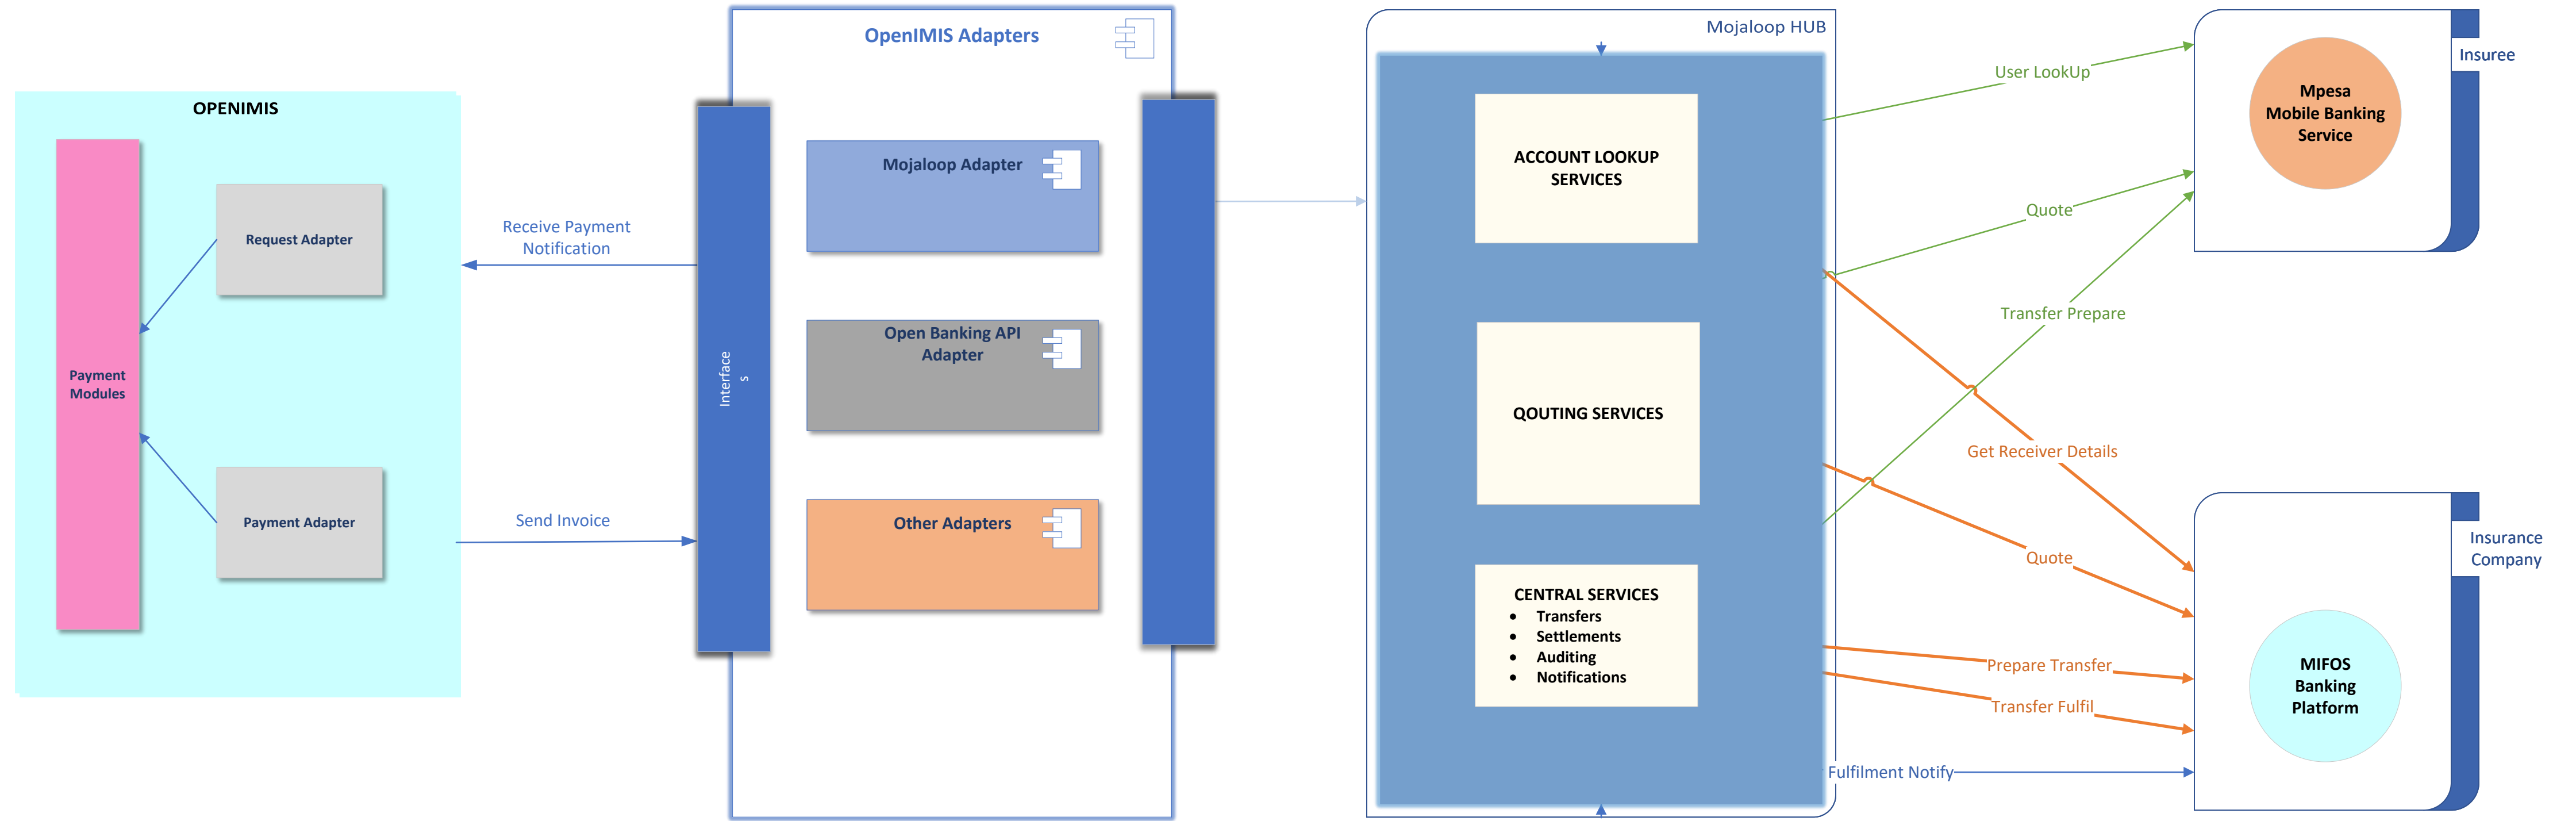 OPENIMIS
Payment
Modules
Request Adapter
Payment Adapter
Receive Payment
Notification
Send Invoice
OpenIMIS Adapters
Interface
s
Mojaloop Adapter
Open Banking API
Adapter
Other Adapters
Mojaloop HUB
ACCOUNT LOOKUP
SERVICES
QOUTING SERVICES
CENTRAL SERVICES
• Transfers
• Settlements
• Auditing
• Notifications
User LookUp
Quote
Transfer Prepare
Get Receiver Details
Quote
Prepare Transfer
Transfer Fulfil
Fulfilment Notify
Mpesa
Mobile Banking
Service
Insuree
MIFOS
Banking
Platform
Insurance
Company